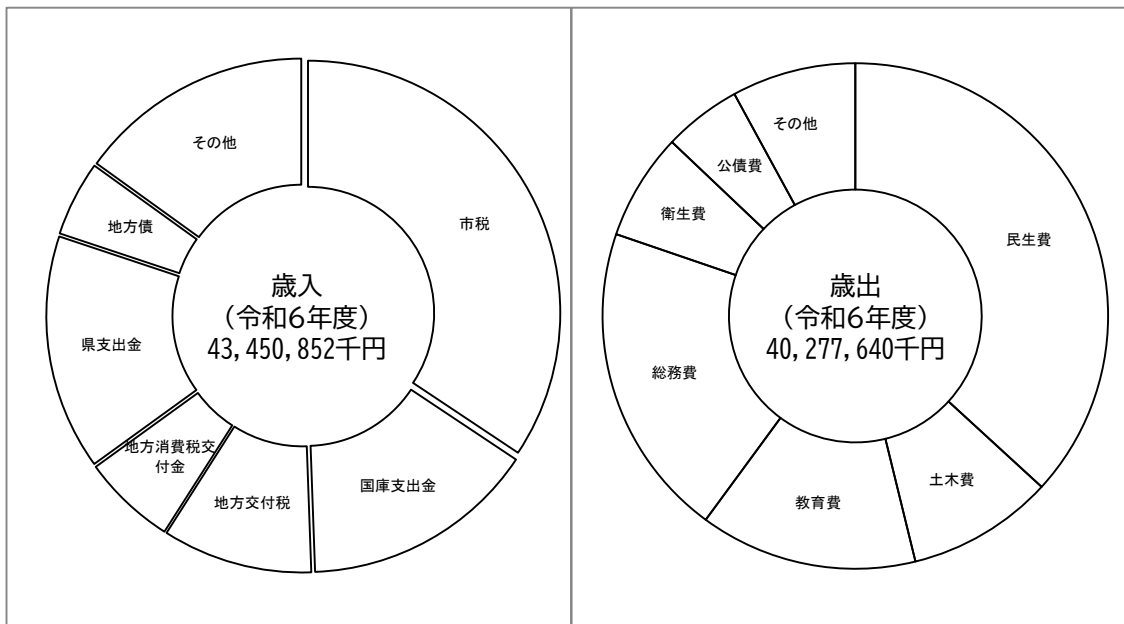 その他
市税
地方債
県支出金
歳入
（令和6年度）
43,450,852千円
地方消費税交
付金
地方交付税
国庫支出金
その他
公債費
衛生費
民生費
総務費
歳出
（令和6年度）
40,277,640千円
土木費
教育費